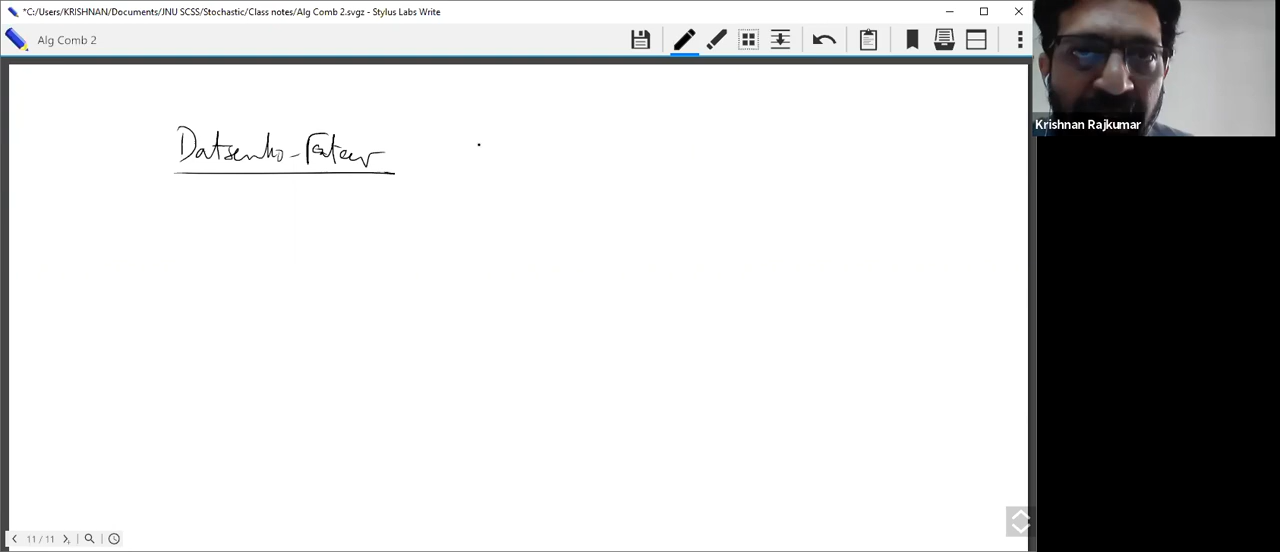 *C:/Users/KRISHNAN/Documents/JNU SCSS/Stochastic/Class notes/Alg Comb 2.svgz - Stylus Labs Write
Alg Comb 2
Krishnan Rajkumar
Datsenko-Fateev
11 / 11